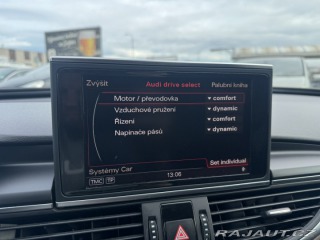 Zvýšit Audi drive select Palubní kniha
Motor / převodovka ▾ comfort
Vzduchové pružení ▾ dynamic
Řízení ▾ comfort
Napínače pásů ▾ dynamic
Set individual
Systémy Car
TMC TP 13.06
UJAUTO.CZ